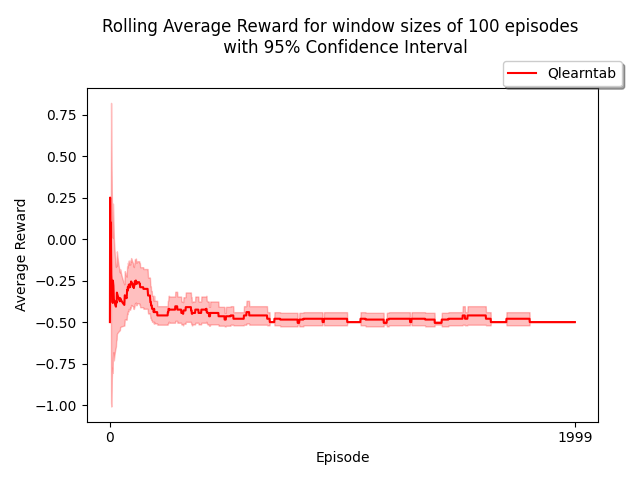 Rolling Average Reward for window sizes of 100 episodes
with 95% Confidence Interval
Qlearntab
0.75
0.50
0.25
0.00
−0.25
−0.50
−0.75
−1.00
Average Reward
0
1999
Episode